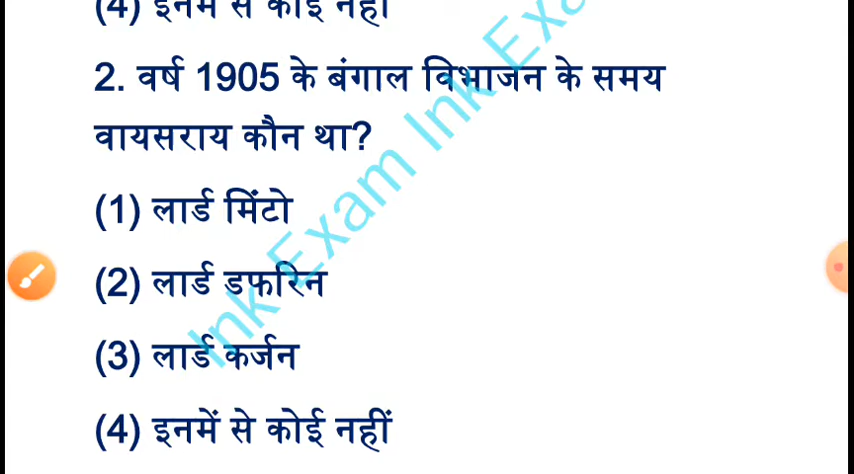 (4) इनमें से कोई नहीं
2. वर्ष 1905 के बंगाल विभाजन के समय
वायसराय कौन था?
(1) लार्ड मिंटो
(2) लार्ड डफरिन
(3) लार्ड कर्जन
(4) इनमें से कोई नहीं
Ink Exam Ink Exa